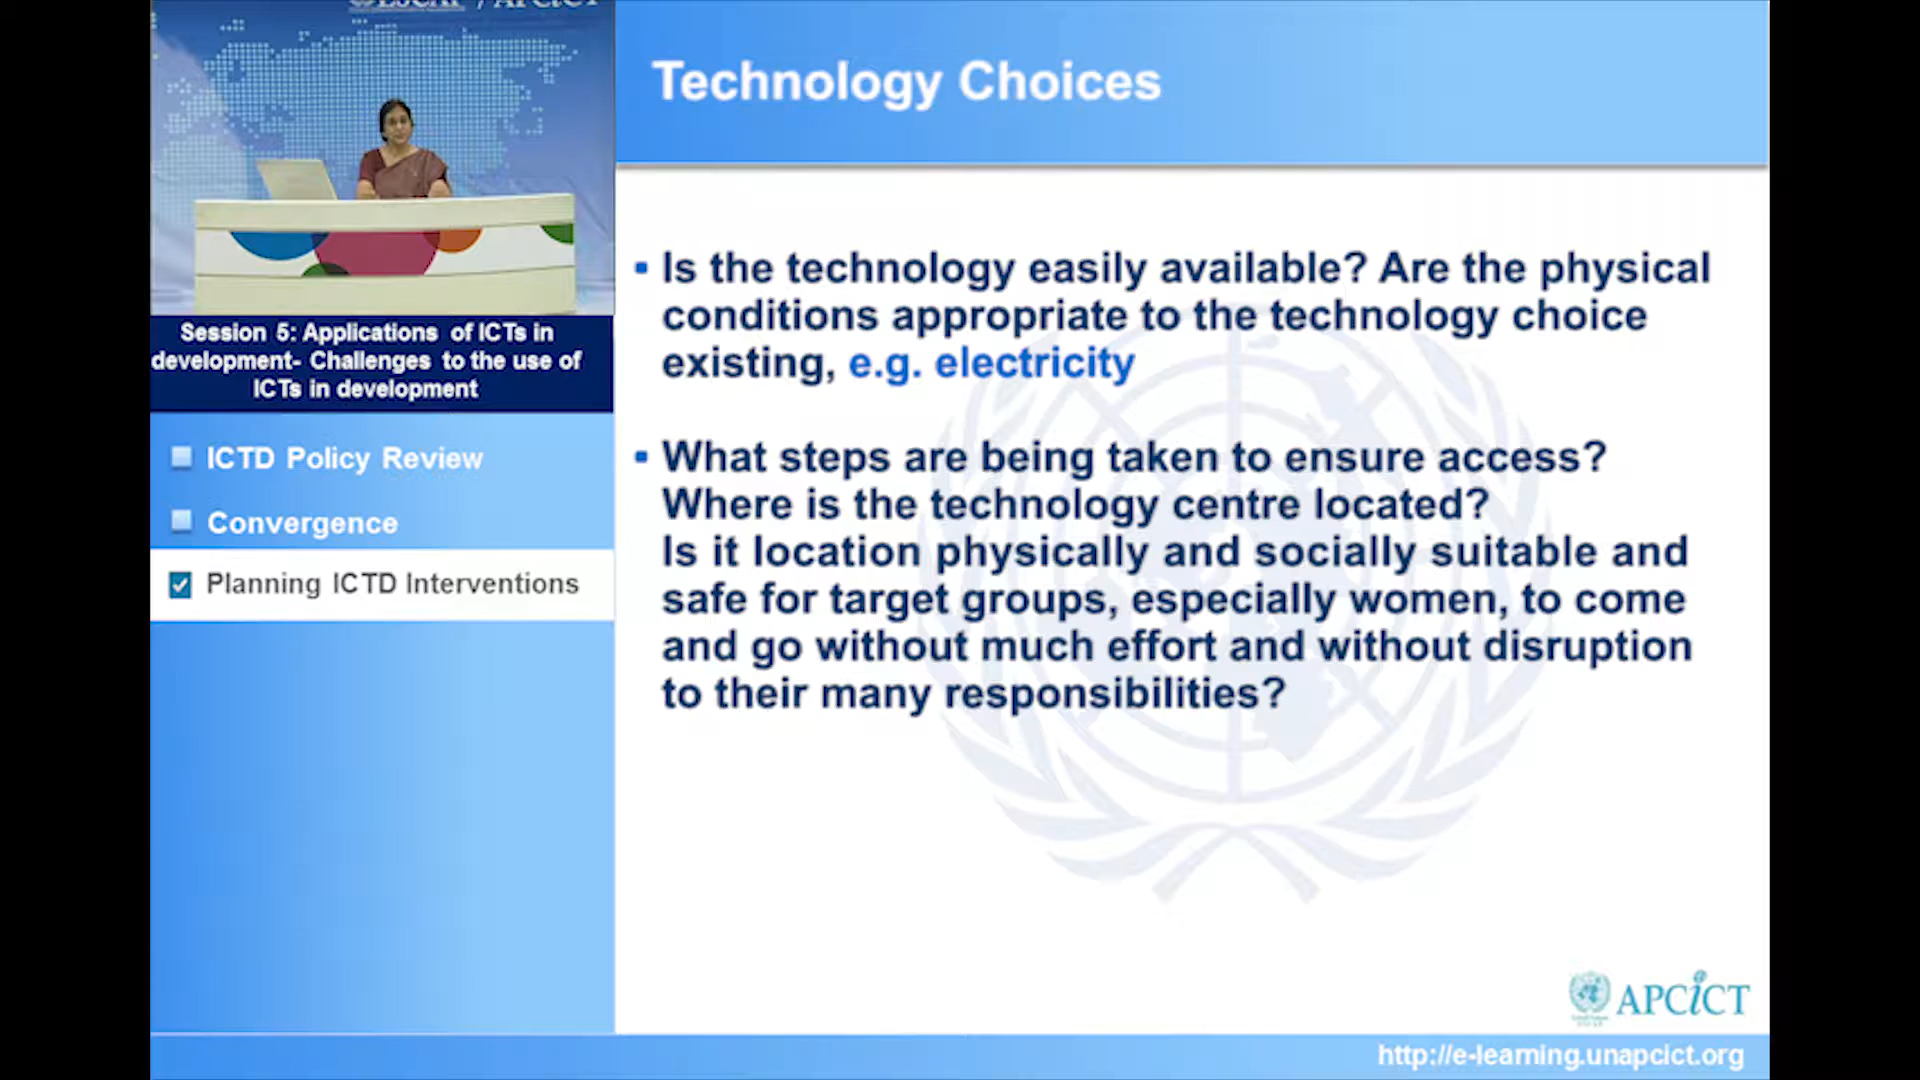 ESCAP / APCICT
Technology Choices
▪ Is the technology easily available? Are the physical
conditions appropriate to the technology choice
existing, e.g. electricity
▪ What steps are being taken to ensure access?
Where is the technology centre located?
Is it location physically and socially suitable and
safe for target groups, especially women, to come
and go without much effort and without disruption
to their many responsibilities?
Session 5: Applications of ICTs in
development- Challenges to the use of
ICTs in development
ICTD Policy Review
Convergence
Planning ICTD Interventions
APCiCT
http://e-learning.unapcict.org